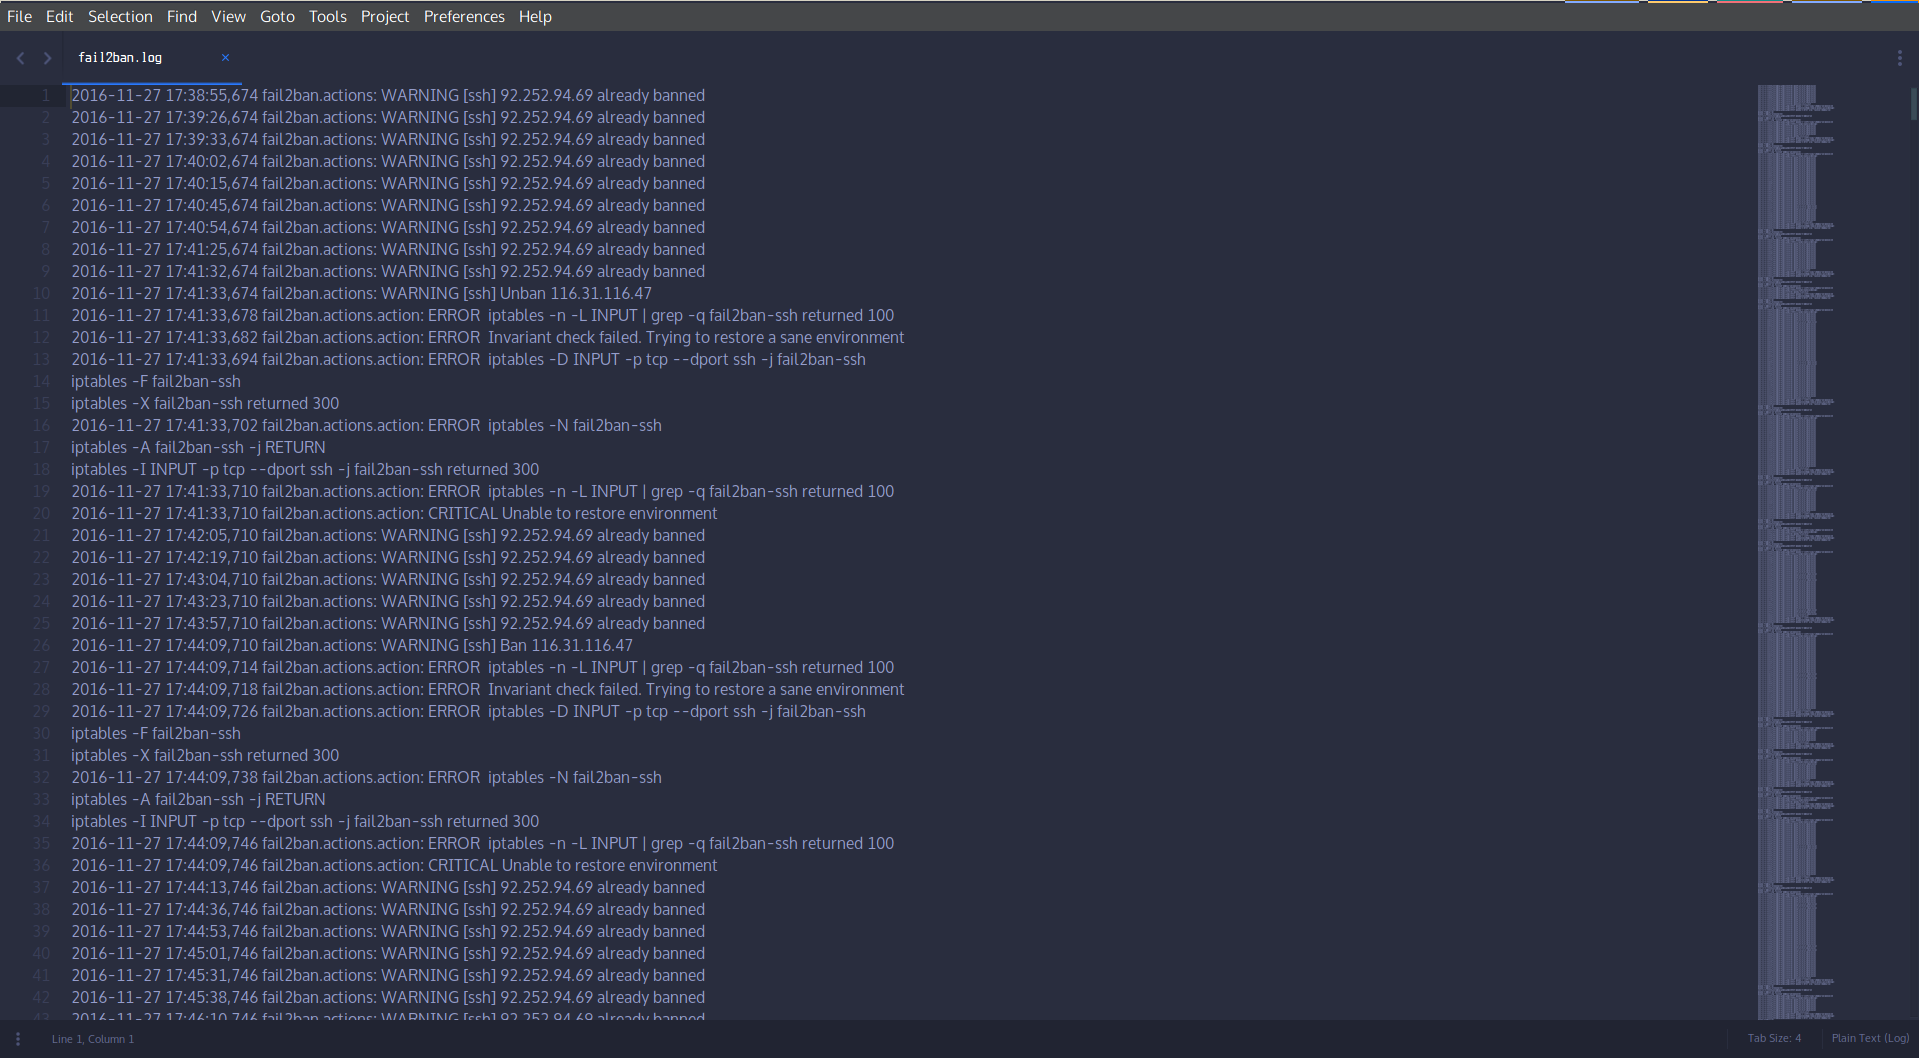 File Edit Selection Find View Goto Tools Project Preferences Help
fail2ban.log ×
1 2016-11-27 17:38:55,674 fail2ban.actions: WARNING [ssh] 92.252.94.69 already banned
2 2016-11-27 17:39:26,674 fail2ban.actions: WARNING [ssh] 92.252.94.69 already banned
3 2016-11-27 17:39:33,674 fail2ban.actions: WARNING [ssh] 92.252.94.69 already banned
4 2016-11-27 17:40:02,674 fail2ban.actions: WARNING [ssh] 92.252.94.69 already banned
5 2016-11-27 17:40:15,674 fail2ban.actions: WARNING [ssh] 92.252.94.69 already banned
6 2016-11-27 17:40:45,674 fail2ban.actions: WARNING [ssh] 92.252.94.69 already banned
7 2016-11-27 17:40:54,674 fail2ban.actions: WARNING [ssh] 92.252.94.69 already banned
8 2016-11-27 17:41:25,674 fail2ban.actions: WARNING [ssh] 92.252.94.69 already banned
9 2016-11-27 17:41:32,674 fail2ban.actions: WARNING [ssh] 92.252.94.69 already banned
10 2016-11-27 17:41:33,674 fail2ban.actions: WARNING [ssh] Unban 116.31.116.47
11 2016-11-27 17:41:33,678 fail2ban.actions.action: ERROR  iptables -n -L INPUT | grep -q fail2ban-ssh returned 100
12 2016-11-27 17:41:33,682 fail2ban.actions.action: ERROR  Invariant check failed. Trying to restore a sane environment
13 2016-11-27 17:41:33,694 fail2ban.actions.action: ERROR  iptables -D INPUT -p tcp --dport ssh -j fail2ban-ssh
14 iptables -F fail2ban-ssh
15 iptables -X fail2ban-ssh returned 300
16 2016-11-27 17:41:33,702 fail2ban.actions.action: ERROR  iptables -N fail2ban-ssh
17 iptables -A fail2ban-ssh -j RETURN
18 iptables -I INPUT -p tcp --dport ssh -j fail2ban-ssh returned 300
19 2016-11-27 17:41:33,710 fail2ban.actions.action: ERROR  iptables -n -L INPUT | grep -q fail2ban-ssh returned 100
20 2016-11-27 17:41:33,710 fail2ban.actions.action: CRITICAL Unable to restore environment
21 2016-11-27 17:42:05,710 fail2ban.actions: WARNING [ssh] 92.252.94.69 already banned
22 2016-11-27 17:42:19,710 fail2ban.actions: WARNING [ssh] 92.252.94.69 already banned
23 2016-11-27 17:43:04,710 fail2ban.actions: WARNING [ssh] 92.252.94.69 already banned
24 2016-11-27 17:43:23,710 fail2ban.actions: WARNING [ssh] 92.252.94.69 already banned
25 2016-11-27 17:43:57,710 fail2ban.actions: WARNING [ssh] 92.252.94.69 already banned
26 2016-11-27 17:44:09,710 fail2ban.actions: WARNING [ssh] Ban 116.31.116.47
27 2016-11-27 17:44:09,714 fail2ban.actions.action: ERROR  iptables -n -L INPUT | grep -q fail2ban-ssh returned 100
28 2016-11-27 17:44:09,718 fail2ban.actions.action: ERROR  Invariant check failed. Trying to restore a sane environment
29 2016-11-27 17:44:09,726 fail2ban.actions.action: ERROR  iptables -D INPUT -p tcp --dport ssh -j fail2ban-ssh
30 iptables -F fail2ban-ssh
31 iptables -X fail2ban-ssh returned 300
32 2016-11-27 17:44:09,738 fail2ban.actions.action: ERROR  iptables -N fail2ban-ssh
33 iptables -A fail2ban-ssh -j RETURN
34 iptables -I INPUT -p tcp --dport ssh -j fail2ban-ssh returned 300
35 2016-11-27 17:44:09,746 fail2ban.actions.action: ERROR  iptables -n -L INPUT | grep -q fail2ban-ssh returned 100
36 2016-11-27 17:44:09,746 fail2ban.actions.action: CRITICAL Unable to restore environment
37 2016-11-27 17:44:13,746 fail2ban.actions: WARNING [ssh] 92.252.94.69 already banned
38 2016-11-27 17:44:36,746 fail2ban.actions: WARNING [ssh] 92.252.94.69 already banned
39 2016-11-27 17:44:53,746 fail2ban.actions: WARNING [ssh] 92.252.94.69 already banned
40 2016-11-27 17:45:01,746 fail2ban.actions: WARNING [ssh] 92.252.94.69 already banned
41 2016-11-27 17:45:31,746 fail2ban.actions: WARNING [ssh] 92.252.94.69 already banned
42 2016-11-27 17:45:38,746 fail2ban.actions: WARNING [ssh] 92.252.94.69 already banned
43 2016-11-27 17:46:10,746 fail2ban.actions: WARNING [ssh] 92.252.94.69 already banned
Line 1, Column 1 Tab Size: 4 Plain Text (Log)